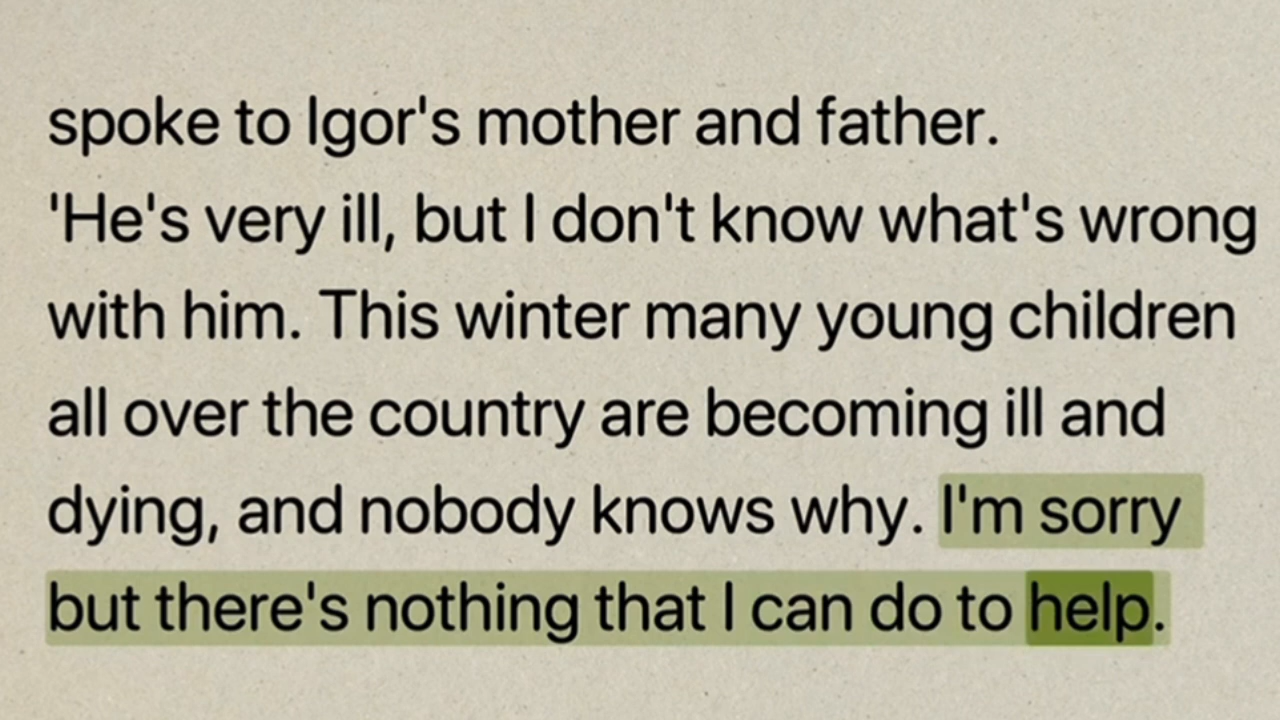 spoke to Igor's mother and father.
'He's very ill, but I don't know what's wrong
with him. This winter many young children
all over the country are becoming ill and
dying, and nobody knows why. I'm sorry
but there's nothing that I can do to help.